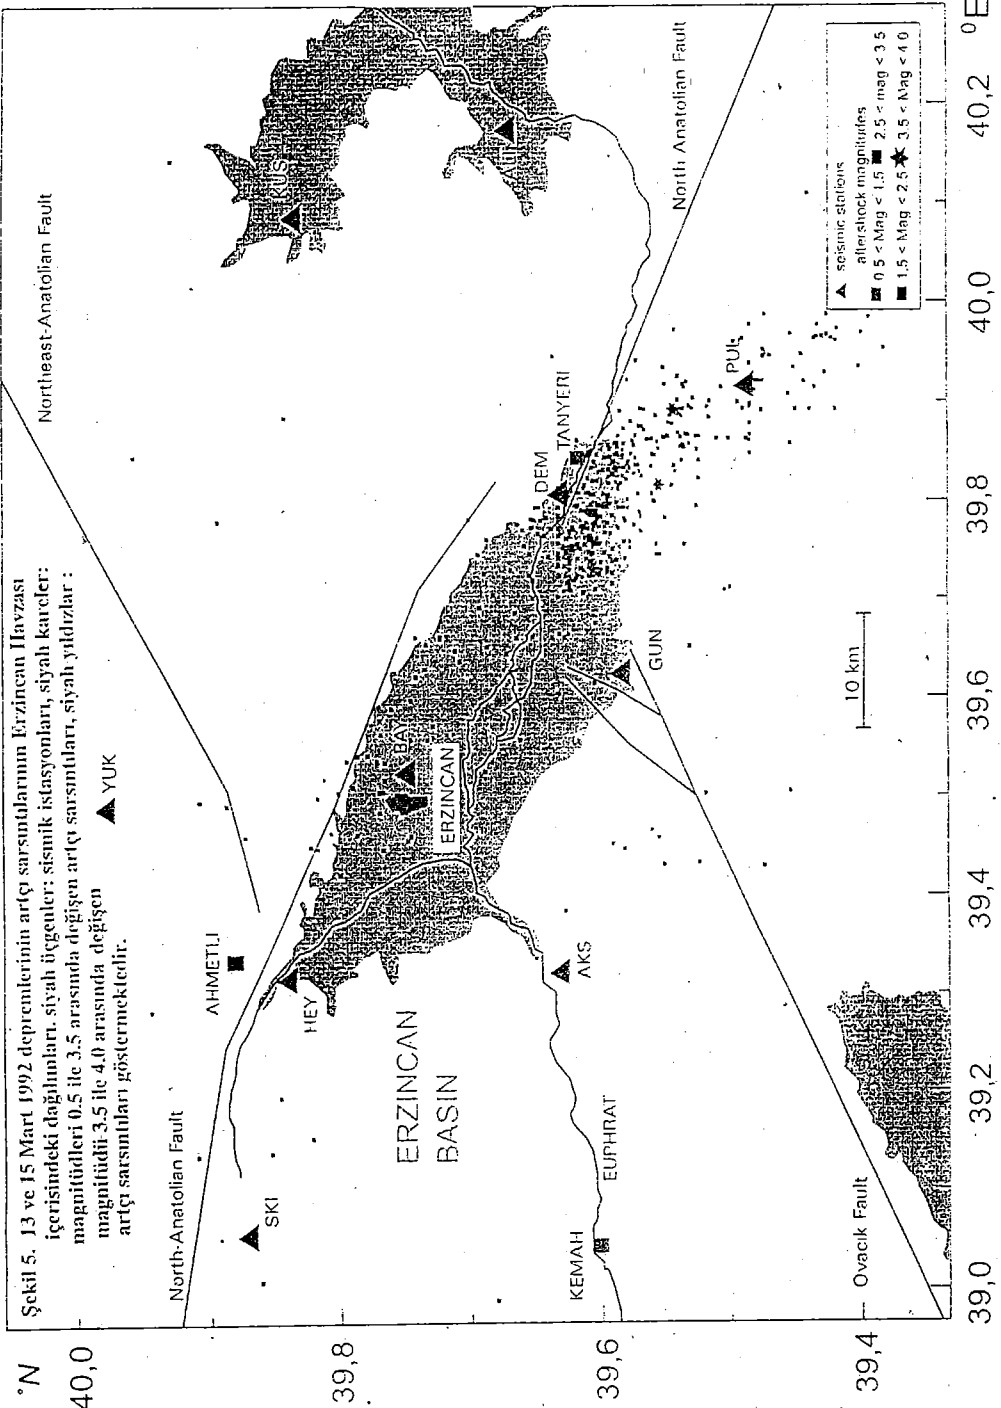 Şekil 5. 13 ve 15 Mart 1992 depremlerinin artçı sarsıntılarının Erzincan Havzası
içerisindeki dağılımları. siyah üçgenler: sismik istasyonları, siyah kareler:
magnitüdleri 0.5 ile 3.5 arasında değişen artçı sarsıntıları, siyah yıldızlar :
magnitüdü 3.5 ile 4.0 arasında değişen
artçı sarsıntıları göstermektedir.
°N
40,0
39,8
39,6
39,4
Northeast-Anatolian Fault
YUK
KUS
North-Anatolian Fault
AHMETLI
SKI
HEY
BAY
ERZINCAN
ERZINCAN
BASIN
DEM
TANYERI
North Anatolian Fault
KEMAH
EUPHRAT
AKS
GUN
PUL
Ovacık Fault
10 km
seismic stations
aftershock magnitudes
0.5 < Mag < 1.5 2.5 < mag < 3.5
1.5 < Mag < 2.5 3.5 < Mag < 4.0
39,0
39,2
39,4
39,6
39,8
40,0
40,2
°E